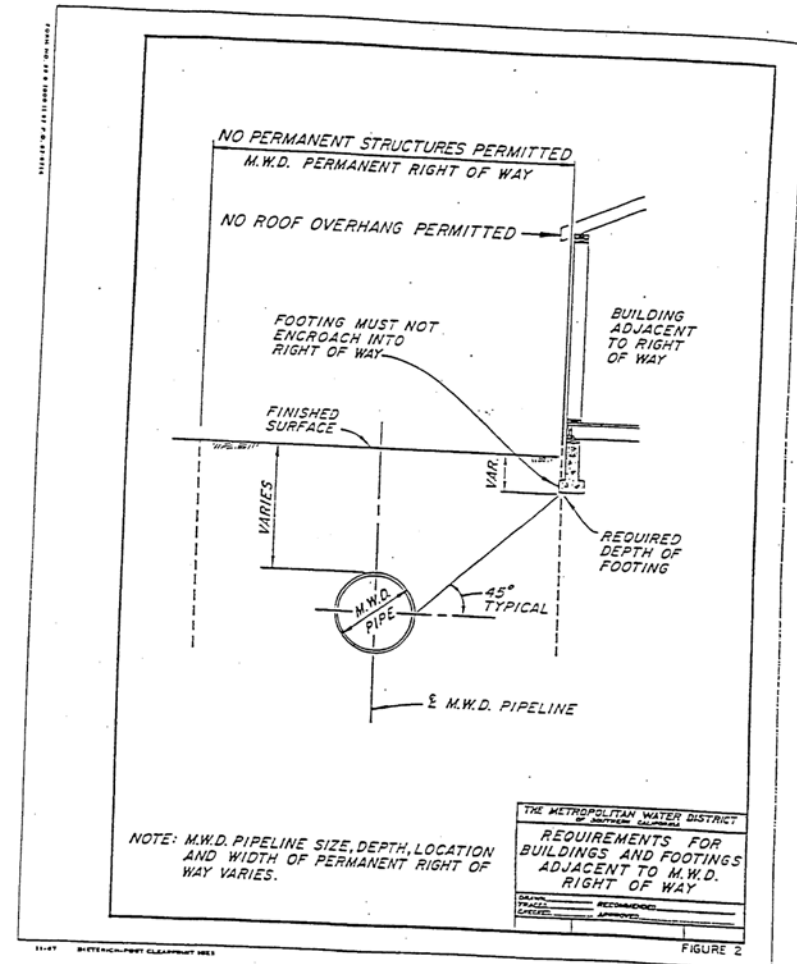 NO PERMANENT STRUCTURES PERMITTED
M.W.D. PERMANENT RIGHT OF WAY
NO ROOF OVERHANG PERMITTED
BUILDING
ADJACENT
TO RIGHT
OF WAY
FOOTING MUST NOT
ENCROACH INTO
RIGHT OF WAY
FINISHED
SURFACE
VARIES
VAR.
REQUIRED
DEPTH OF
FOOTING
45°
TYPICAL
M.W.D.
PIPE
℄ M.W.D. PIPELINE
NOTE: M.W.D. PIPELINE SIZE, DEPTH, LOCATION
AND WIDTH OF PERMANENT RIGHT OF
WAY VARIES.
THE METROPOLITAN WATER DISTRICT
OF SOUTHERN CALIFORNIA
REQUIREMENTS FOR
BUILDINGS AND FOOTINGS
ADJACENT TO M.W.D.
RIGHT OF WAY
DRAWN
TRACED RECOMMENDED
CHECKED APPROVED
FIGURE 2